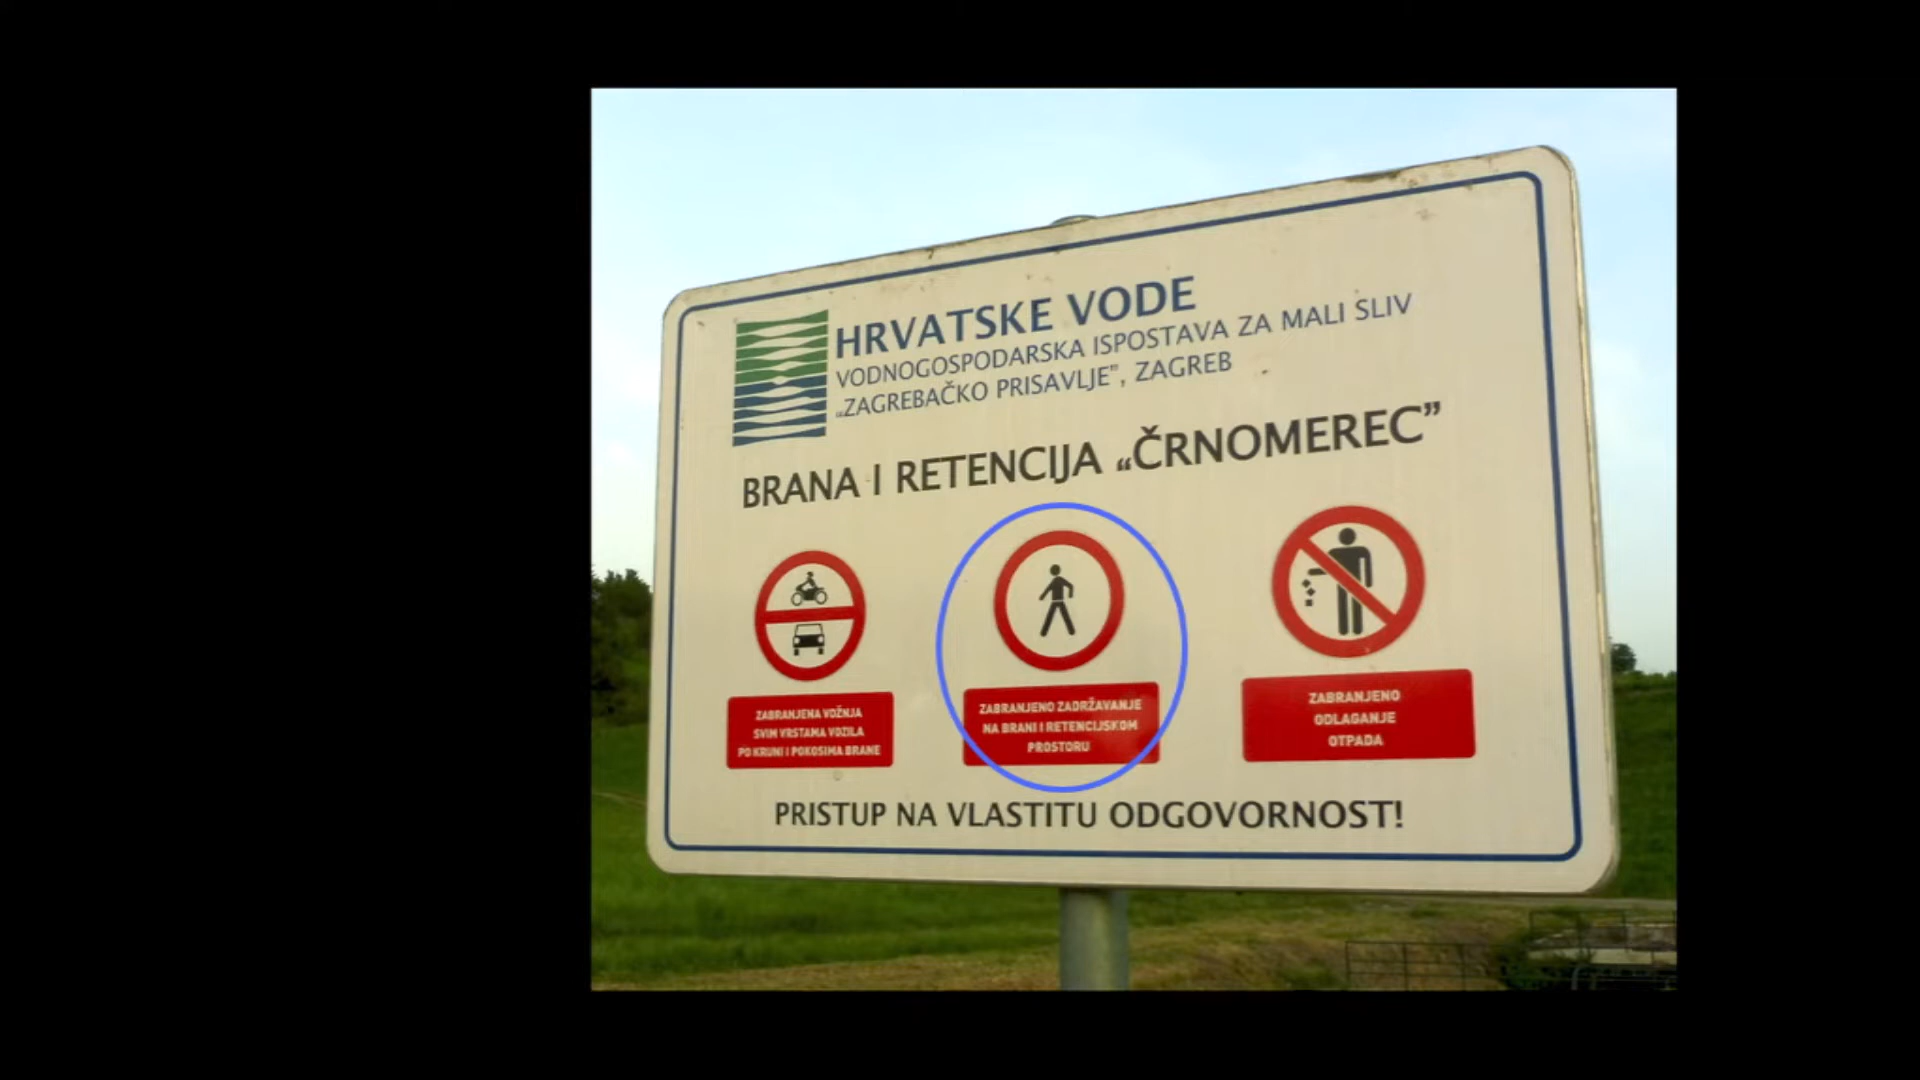 HRVATSKE VODE
VODNOGOSPODARSKA ISPOSTAVA ZA MALI SLIV
„ZAGREBAČKO PRISAVLJE”, ZAGREB
BRANA I RETENCIJA „ČRNOMEREC”
ZABRANJENA VOŽNJA
SVIM VRSTAMA VOZILA
PO KRUNI I POKOSIMA BRANE
ZABRANJENO ZADRŽAVANJE
NA BRANI I RETENCIJSKOM
PROSTORU
ZABRANJENO
ODLAGANJE
OTPADA
PRISTUP NA VLASTITU ODGOVORNOST!